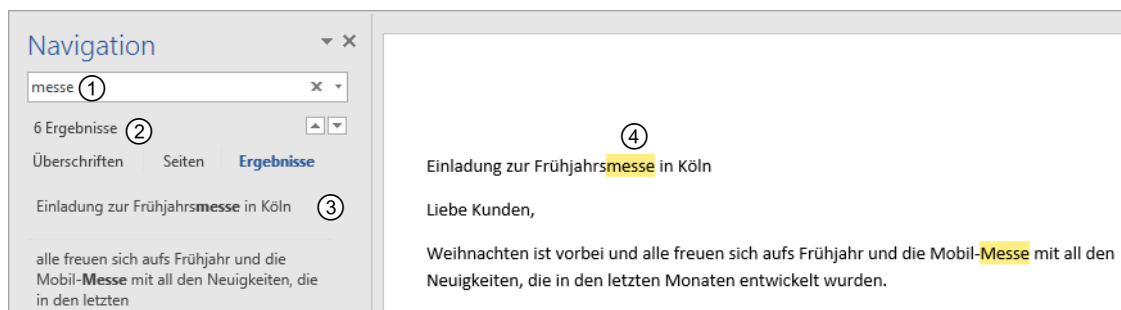 Navigation
messe ①
6 Ergebnisse ②
Überschriften Seiten Ergebnisse
Einladung zur Frühjahrsmesse in Köln ③
alle freuen sich aufs Frühjahr und die
Mobil-Messe mit all den Neuigkeiten, die
in den letzten
④
Einladung zur Frühjahrsmesse in Köln
Liebe Kunden,
Weihnachten ist vorbei und alle freuen sich aufs Frühjahr und die Mobil-Messe mit all den
Neuigkeiten, die in den letzten Monaten entwickelt wurden.